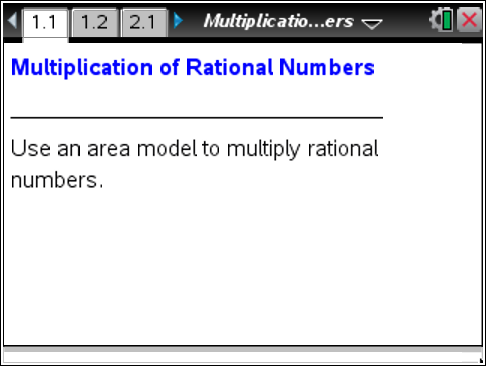 1.1 1.2 2.1 Multiplicatio...ers
Multiplication of Rational Numbers
Use an area model to multiply rational
numbers.